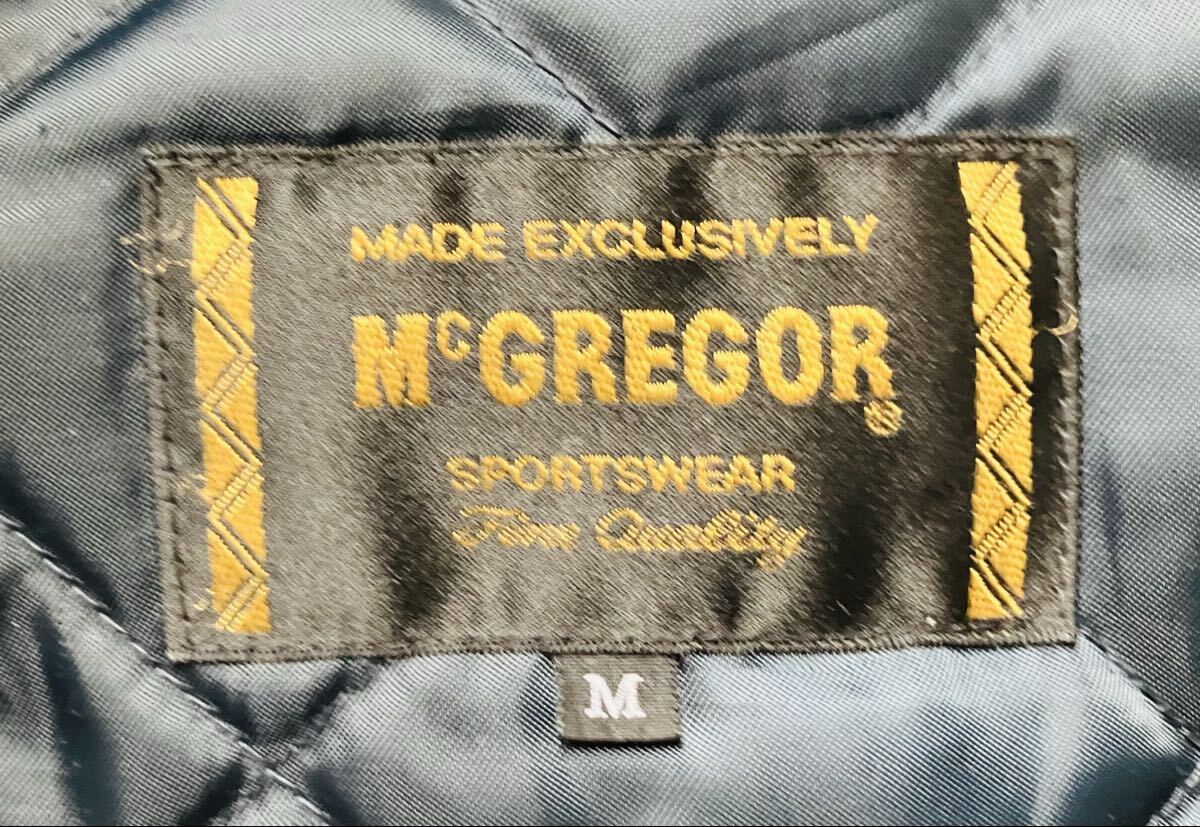 MADE EXCLUSIVELY
McGREGOR®
SPORTSWEAR
Fine Quality
M